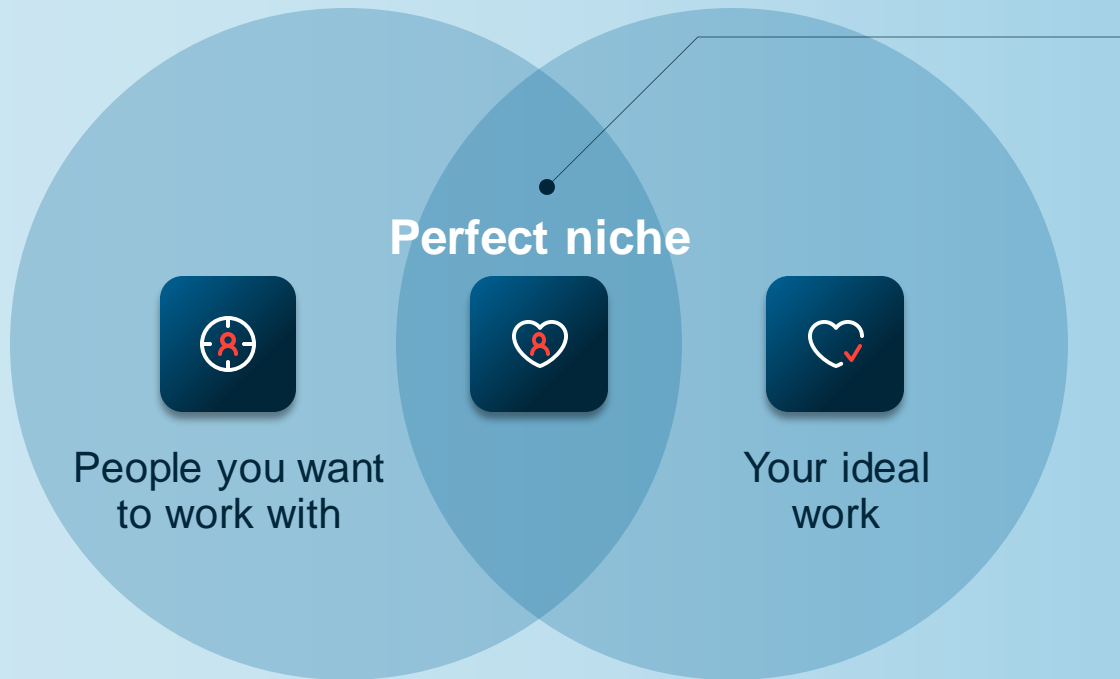 Perfect niche
People you want
to work with
Your ideal
work